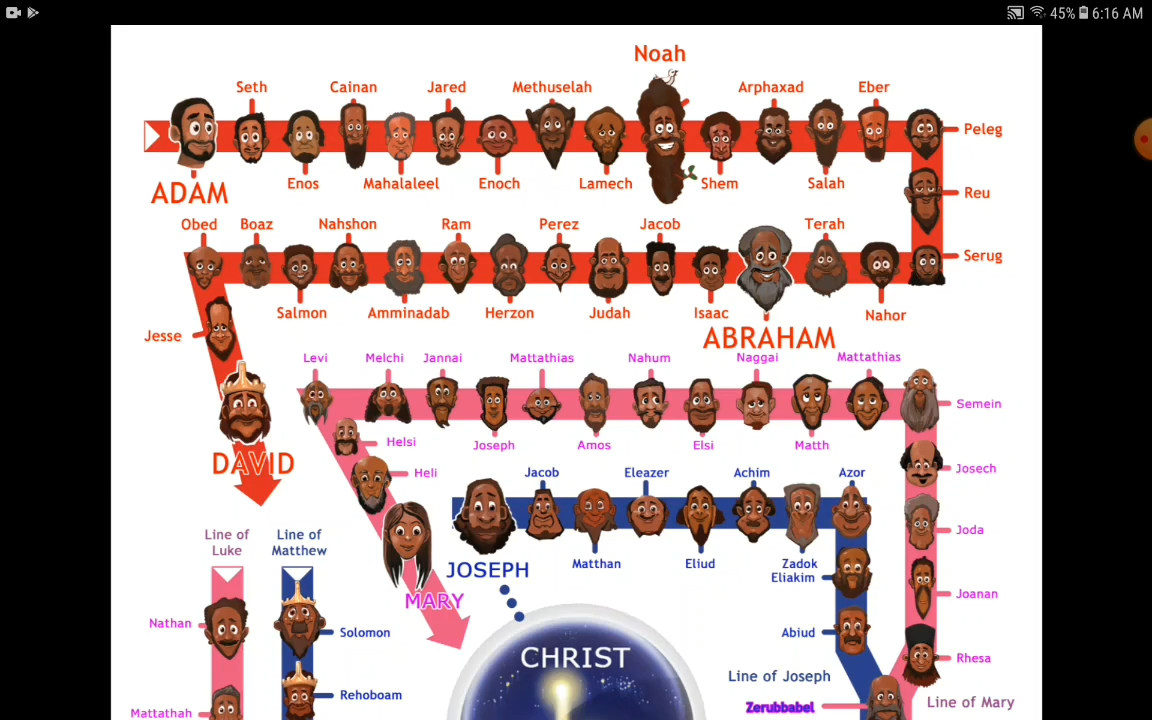 45% 6:16 AM
Noah
Seth Cainan Jared Methuselah Arphaxad Eber
Peleg
Enos Mahalaleel Enoch Lamech Shem Salah
ADAM
Reu
Obed Boaz Nahshon Ram Perez Jacob Terah
Serug
Salmon Amminadab Herzon Judah Isaac Nahor
ABRAHAM
Jesse
Levi Melchi Jannai Mattathias Nahum Naggai Mattathias
Semein
Helsi Joseph Amos Elsi Matth
DAVID
Heli Jacob Eleazer Achim Azor
Josech
Joda
Line of
Luke
Line of
Matthew
JOSEPH
Matthan Eliud Zadok
Eliakim
MARY
Joanan
Nathan Solomon Abiud
CHRIST
Rhesa
Line of Joseph
Rehoboam
Line of Mary
Zerubbabel
Mattathah